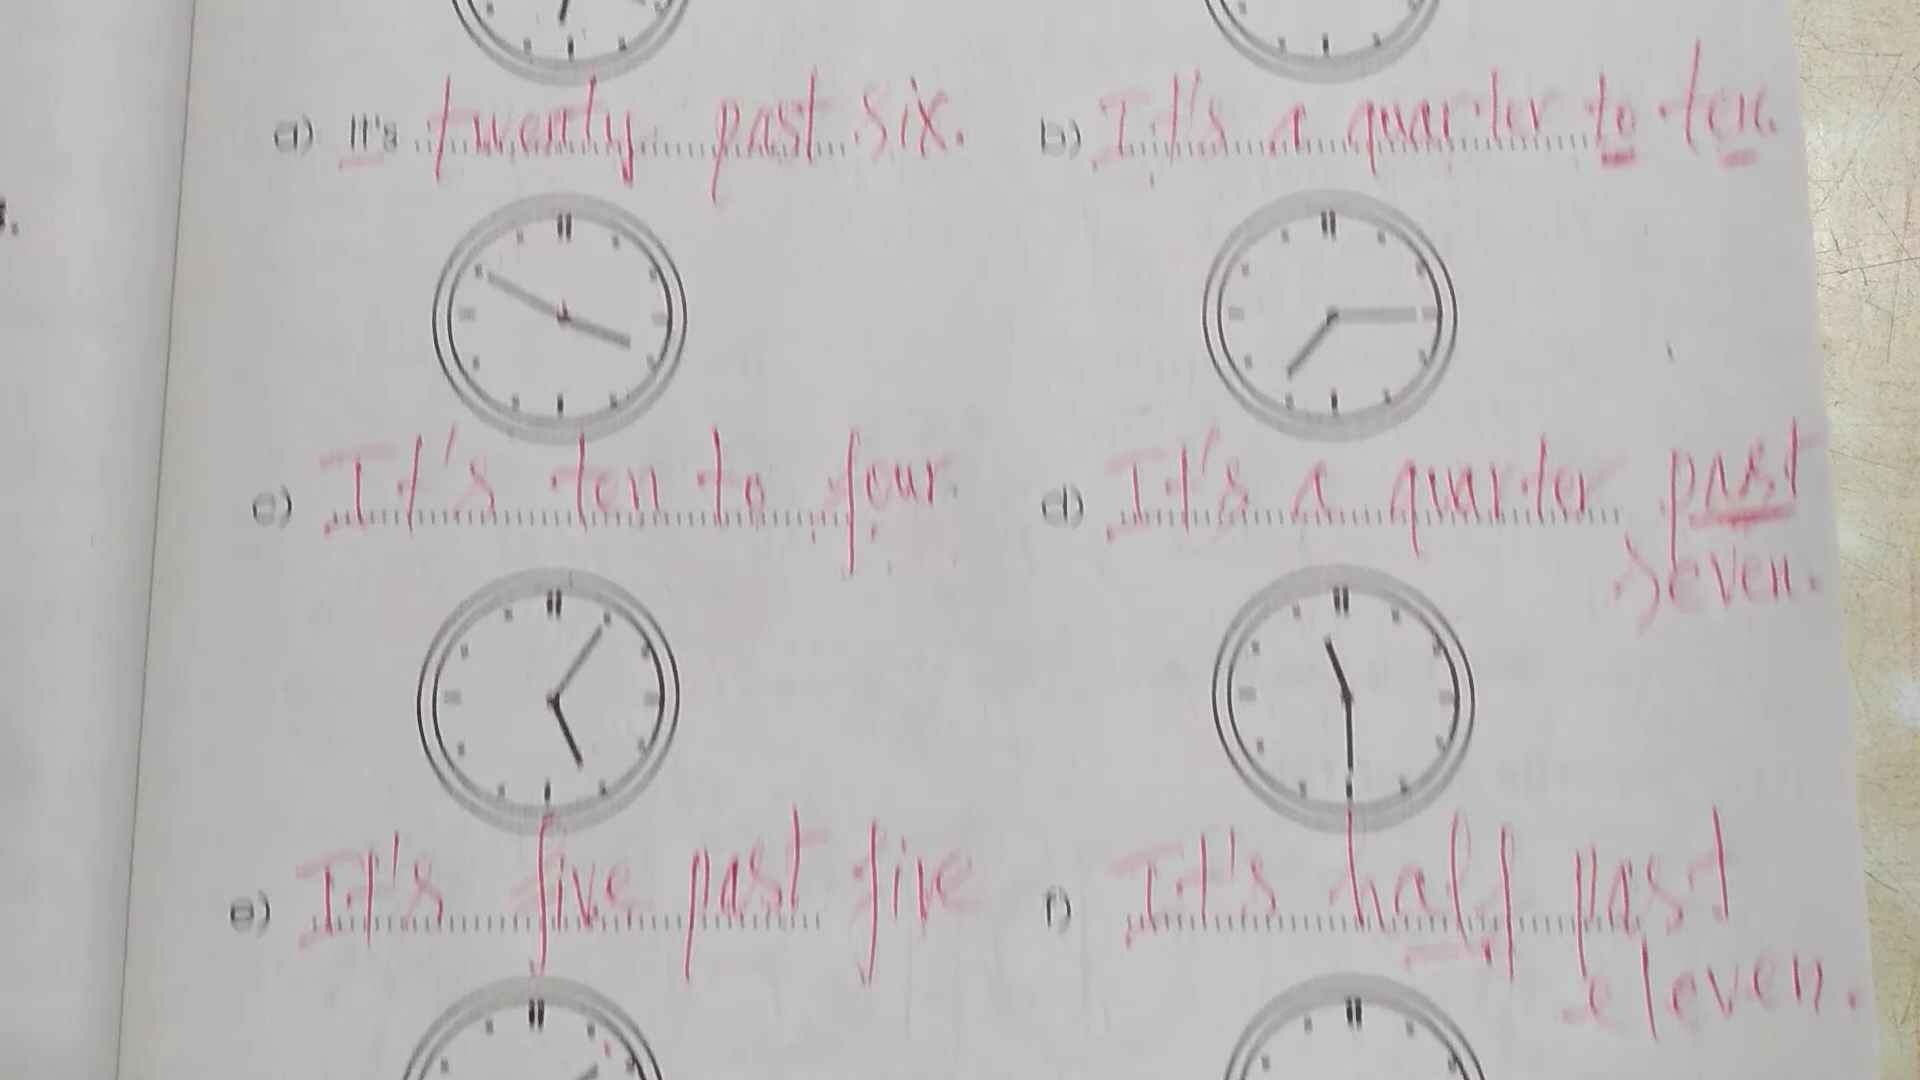 a) It's twenty past six.
b) It's a quarter to ten.
c) It's ten to four.
d) It's a quarter past
seven.
e) It's five past five
f) It's half past
eleven.